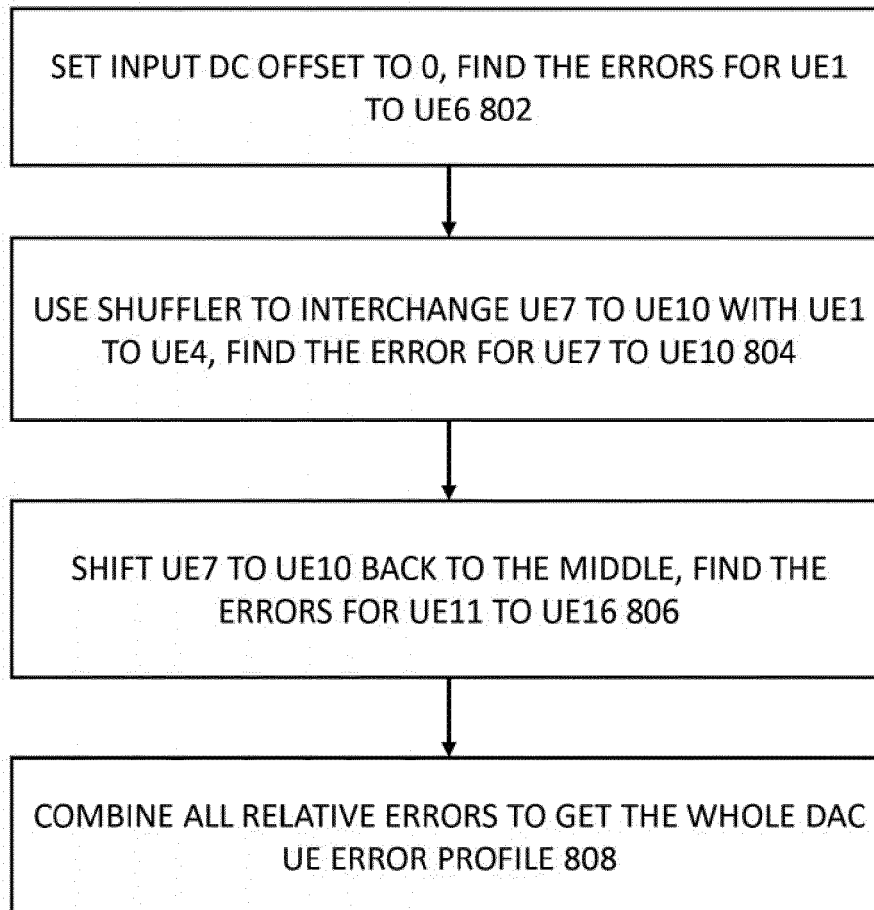 SET INPUT DC OFFSET TO 0, FIND THE ERRORS FOR UE1
TO UE6 802
USE SHUFFLER TO INTERCHANGE UE7 TO UE10 WITH UE1
TO UE4, FIND THE ERROR FOR UE7 TO UE10 804
SHIFT UE7 TO UE10 BACK TO THE MIDDLE, FIND THE
ERRORS FOR UE11 TO UE16 806
COMBINE ALL RELATIVE ERRORS TO GET THE WHOLE DAC
UE ERROR PROFILE 808